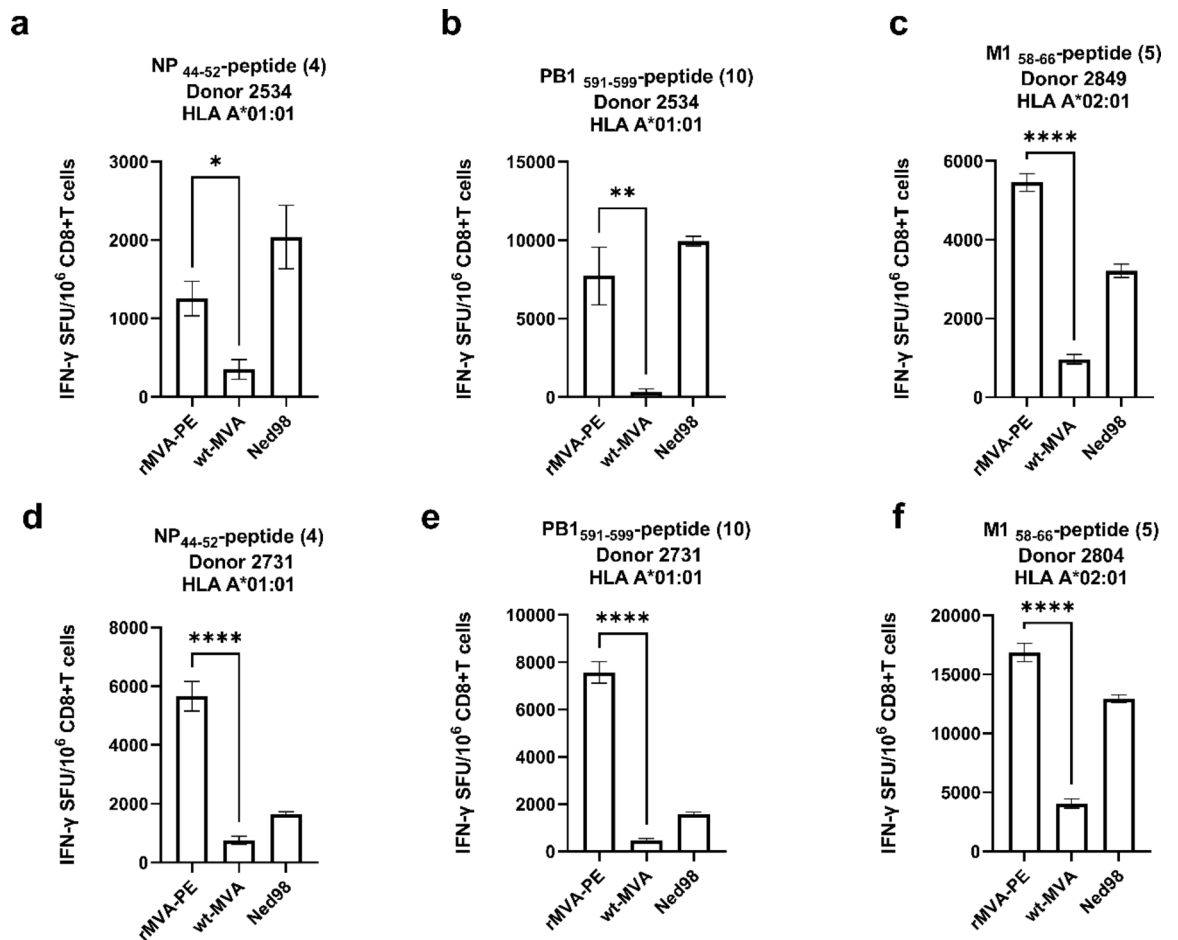 a
NP 44-52-peptide (4)
Donor 2534
HLA A*01:01
IFN-γ SFU/10⁶ CD8+T cells
3000
2000
1000
0
*
rMVA-PE
wt-MVA
Ned98
b
PB1 591-599-peptide (10)
Donor 2534
HLA A*01:01
IFN-γ SFU/10⁶ CD8+T cells
15000
10000
5000
0
**
rMVA-PE
wt-MVA
Ned98
c
M1 58-66-peptide (5)
Donor 2849
HLA A*02:01
IFN-γ SFU/10⁶ CD8+T cells
6000
4000
2000
0
****
rMVA-PE
wt-MVA
Ned98
d
NP44-52-peptide (4)
Donor 2731
HLA A*01:01
IFN-γ SFU/10⁶ CD8+T cells
8000
6000
4000
2000
0
****
rMVA-PE
wt-MVA
Ned98
e
PB1591-599-peptide (10)
Donor 2731
HLA A*01:01
IFN-γ SFU/10⁶ CD8+T cells
10000
8000
6000
4000
2000
0
****
rMVA-PE
wt-MVA
Ned98
f
M1 58-66-peptide (5)
Donor 2804
HLA A*02:01
IFN-γ SFU/10⁶ CD8+T cells
20000
15000
10000
5000
0
****
rMVA-PE
wt-MVA
Ned98